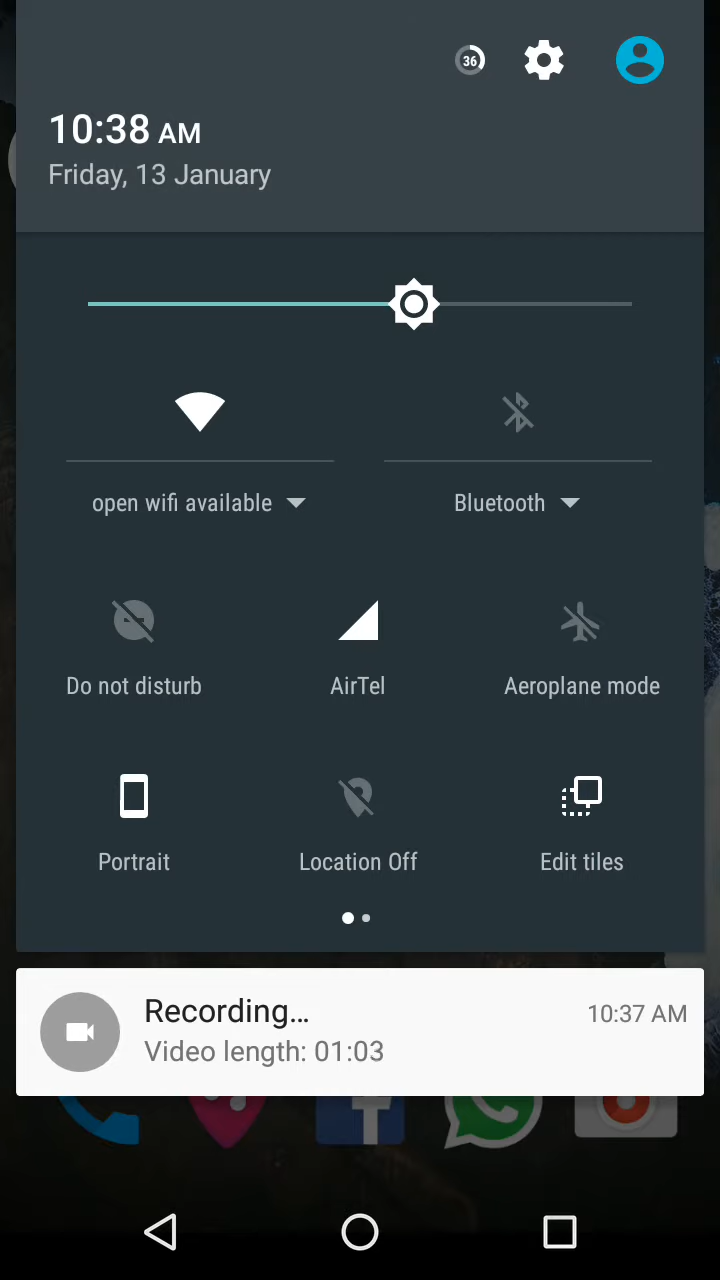 36
10:38 AM
Friday, 13 January
open wifi available
Bluetooth
Do not disturb
AirTel
Aeroplane mode
Portrait
Location Off
Edit tiles
Recording...
10:37 AM
Video length: 01:03